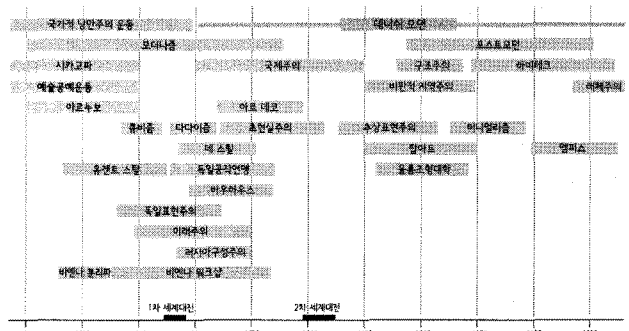 국가적 낭만주의 운동 데니쉬 모던
모더니즘 포스트모던
시카고파 국제주의 구조주의 하이테크
예술공예운동 비판적 지역주의 해체주의
아르누보 아르 데코
큐비즘 다다이즘 초현실주의 추상표현주의 미니멀리즘
데 스틸 팝아트 멤피스
유겐트 스틸 독일공작연맹 울름조형대학
바우하우스
독일표현주의
미래주의
러시아구성주의
비엔나 분리파 비엔나 워크샵
1차 세계대전 2차 세계대전